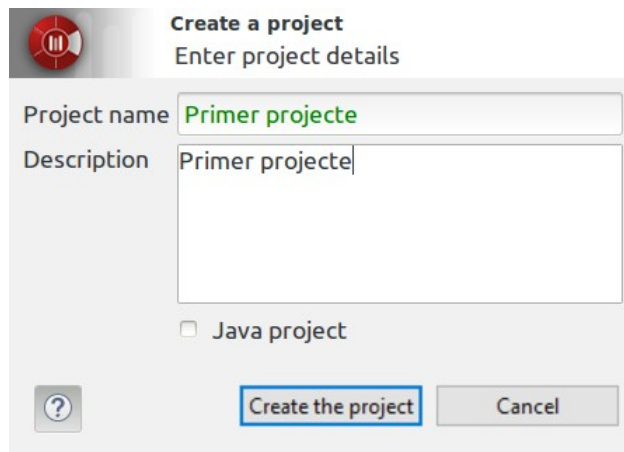 Create a project
Enter project details
Project name Primer projecte
Description Primer projecte
Java project
? Create the project Cancel